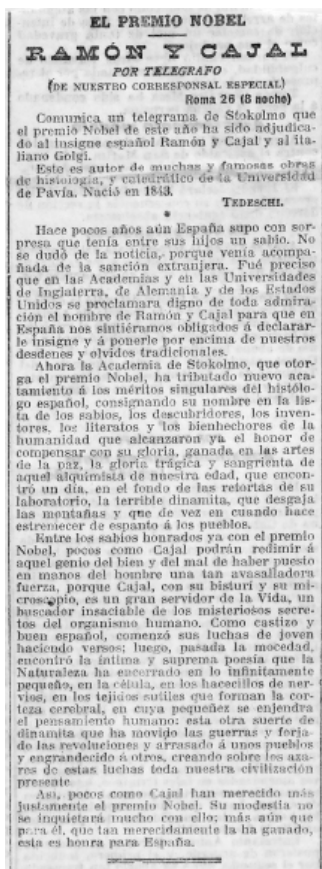 EL PREMIO NOBEL
RAMÓN Y CAJAL
POR TELEGRAFO
(DE NUESTRO CORRESPONSAL ESPECIAL)
Roma 26 (8 noche)
Comunica un telegrama de Stokolmo que
el premio Nobel de este año ha sido adjudica-
do al insigne español Ramón y Cajal y al ita-
liano Golgi.
Este es autor de muchas y famosas obras
de histología, y catedrático de la Universidad
de Pavía. Nació en 1843.
TEDESCHI.
Hace pocos años aún España supo con sor-
presa que tenía entre sus hijos un sabio. No
se dudó de la noticia, porque venía acompa-
ñada de la sanción extranjera. Fué preciso
que en las Academias y en las Universidades
de Inglaterra, de Alemania y de los Estados
Unidos se proclamara digno de toda admira-
ción el nombre de Ramón y Cajal para que en
España nos sintiéramos obligados á declarar-
le insigne y á ponerle por encima de nuestros
desdenes y olvidos tradicionales.
Ahora la Academia de Stokolmo, que otor-
ga el premio Nobel, ha tributado nuevo aca-
tamiento á los méritos singulares del histólo-
go español, consignando su nombre en la lis-
ta de los sabios, los descubridores, los inven-
tores, los literatos y los bienhechores de la
humanidad que alcanzaron ya el honor de
compensar con su gloria, ganada en las artes
de la paz, la gloria trágica y sangrienta de
aquel alquimista de nuestra edad, que encon-
tró un día, en el fondo de las retortas de su
laboratorio, la terrible dinamita, que desgaja
las montañas y que de vez en cuando hace
estremecer de espanto á los pueblos.
Entre los sabios honrados ya con el premio
Nobel, pocos como Cajal podrán redimir á
aquel genio del bien y del mal de haber puesto
en manos del hombre una tan avasalladora
fuerza, porque Cajal, con su bisturí y su mi-
croscopio, es un gran servidor de la Vida, un
buscador insaciable de los misteriosos secre-
tos del organismo humano. Como castizo y
buen español, comenzó sus luchas de joven
haciendo versos; luego, pasada la mocedad,
encontró la íntima y suprema poesía que la
Naturaleza ha encerrado en lo infinitamente
pequeño, en la célula, en los hacecillos de ner-
vios, en los tejidos sutiles que forman la cor-
teza cerebral, en cuya pequeñez se enjendra
el pensamiento humano: esta otra suerte de
dinamita que ha movido las guerras y forja-
do las revoluciones y arrasado á unos pueblos
y engrandecido á otros, creando sobre los aza-
res de estas luchas toda nuestra civilización
presente.
Así, pocos como Cajal han merecido más
justamente el premio Nobel. Su modestia no
se inquietará mucho con ello; más aún que
para él, que tan merecidamente la ha ganado,
esta es honra para España.